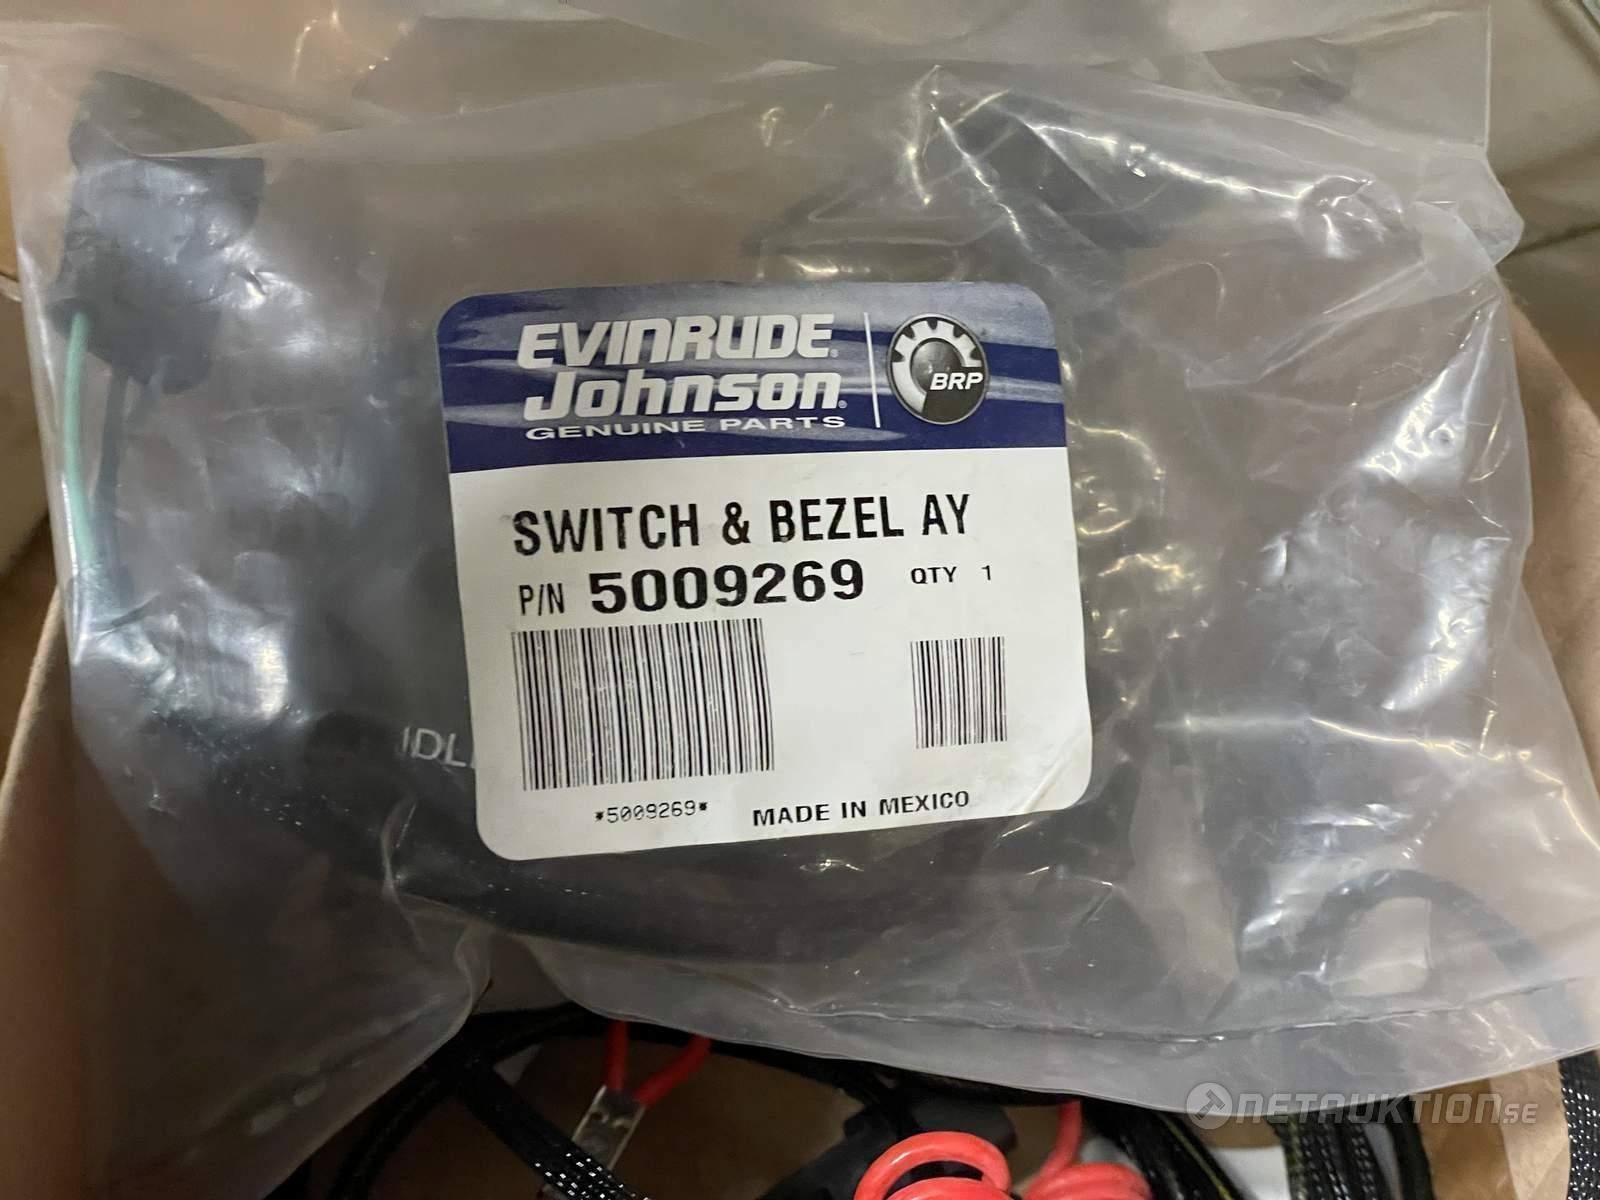 EVINRUDE®
Johnson®
GENUINE PARTS
BRP
SWITCH & BEZEL AY
P/N 5009269 QTY 1
*5009269* MADE IN MEXICO
NETAUKTION.SE